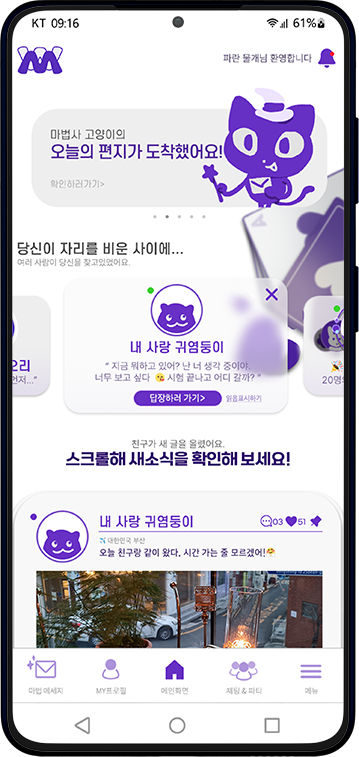 KT 09:16
61%
파란 물개님 환영합니다
마법사 고양이의
오늘의 편지가 도착했어요!
확인하러가기>
당신이 자리를 비운 사이에...
여러 사람이 당신을 찾고있었어요.
오리
먼저..."
내 사랑 귀염둥이
" 지금 뭐하고 있어? 난 너 생각 중이야.
너무 보고 싶다 😘 시험 끝나고 어디 갈까? "
답장하러 가기>
읽음표시하기
20명
친구가 새 글을 올렸어요.
스크롤해 새소식을 확인해 보세요!
내 사랑 귀염둥이
03
51
대한민국 부산
오늘 친구랑 같이 왔다. 시간 가는 줄 모르겠어!🤗
마법 메세지
MY프로필
메인화면
채팅 & 파티
메뉴